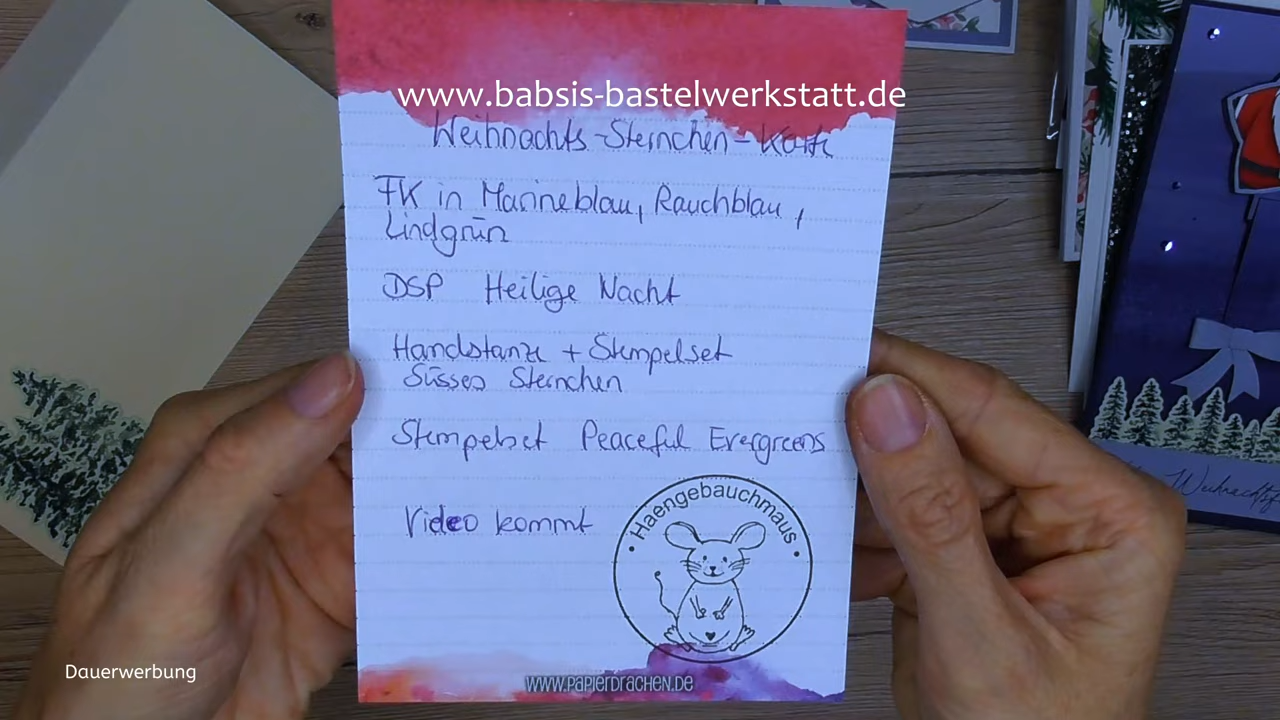 www.babsis-bastelwerkstatt.de
Weihnachts-Sternchen-Karte
FK in Marineblau, Rauchblau,
Lindgrün
DSP Heilige Nacht
Handstanze + Stempelset
Süsses Sternchen
Stempelset Peaceful Evergreens
Video kommt
• Haengebauchmaus •
WWW.PAPIERDRACHEN.DE
Dauerwerbung